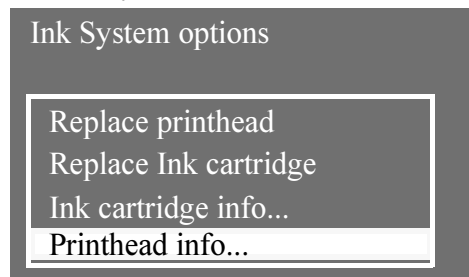 Ink System options
Replace printhead
Replace Ink cartridge
Ink cartridge info...
Printhead info...